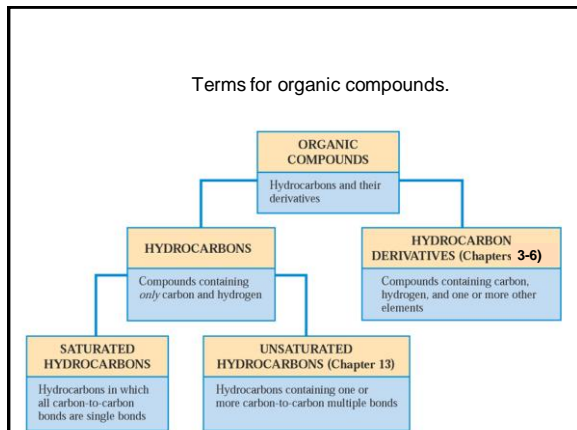 Terms for organic compounds.
ORGANIC
COMPOUNDS
Hydrocarbons and their
derivatives
HYDROCARBONS
Compounds containing
only carbon and hydrogen
HYDROCARBON
DERIVATIVES (Chapters 3-6)
Compounds containing carbon,
hydrogen, and one or more other
elements
SATURATED
HYDROCARBONS
Hydrocarbons in which
all carbon-to-carbon
bonds are single bonds
UNSATURATED
HYDROCARBONS (Chapter 13)
Hydrocarbons containing one or
more carbon-to-carbon multiple bonds